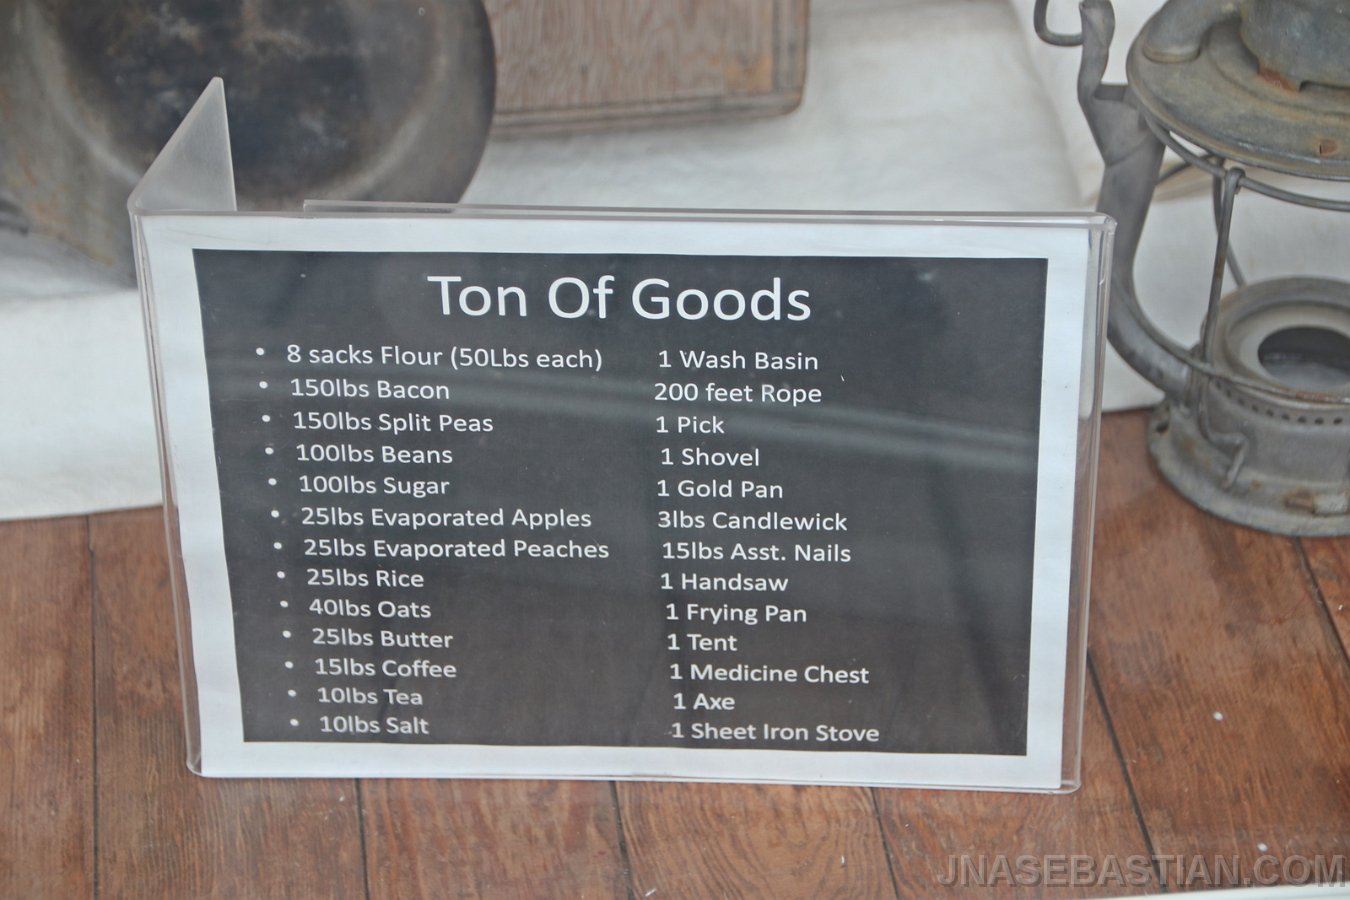 Ton Of Goods
• 8 sacks Flour (50Lbs each)
• 150lbs Bacon
• 150lbs Split Peas
• 100lbs Beans
• 100lbs Sugar
• 25lbs Evaporated Apples
• 25lbs Evaporated Peaches
• 25lbs Rice
• 40lbs Oats
• 25lbs Butter
• 15lbs Coffee
• 10lbs Tea
• 10lbs Salt
1 Wash Basin
200 feet Rope
1 Pick
1 Shovel
1 Gold Pan
3lbs Candlewick
15lbs Asst. Nails
1 Handsaw
1 Frying Pan
1 Tent
1 Medicine Chest
1 Axe
1 Sheet Iron Stove
JNASEBASTIAN.COM